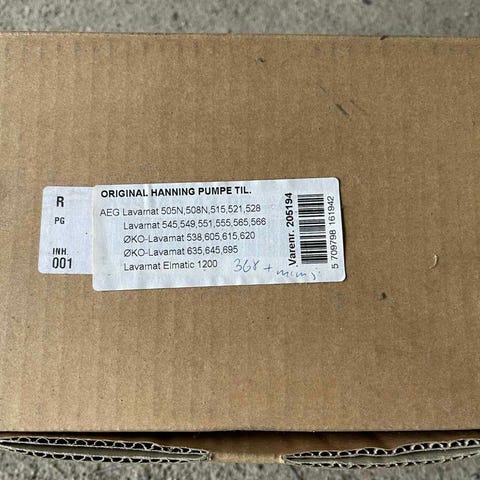 R
PG
INH.
001
ORIGINAL HANNING PUMPE TIL.
AEG Lavamat 505N,508N,515,521,528
Lavamat 545,549,551,555,565,566
ØKO-Lavamat 538,605,615,620
ØKO-Lavamat 635,645,695
Lavamat Elmatic 1200
368 +
Varenr. 205194
5 709798 161942